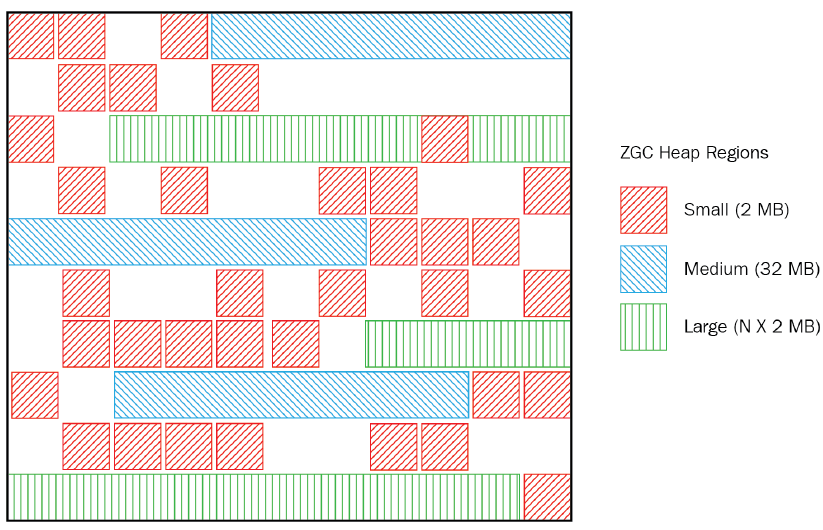 ZGC Heap Regions
Small (2 MB)
Medium (32 MB)
Large (N X 2 MB)